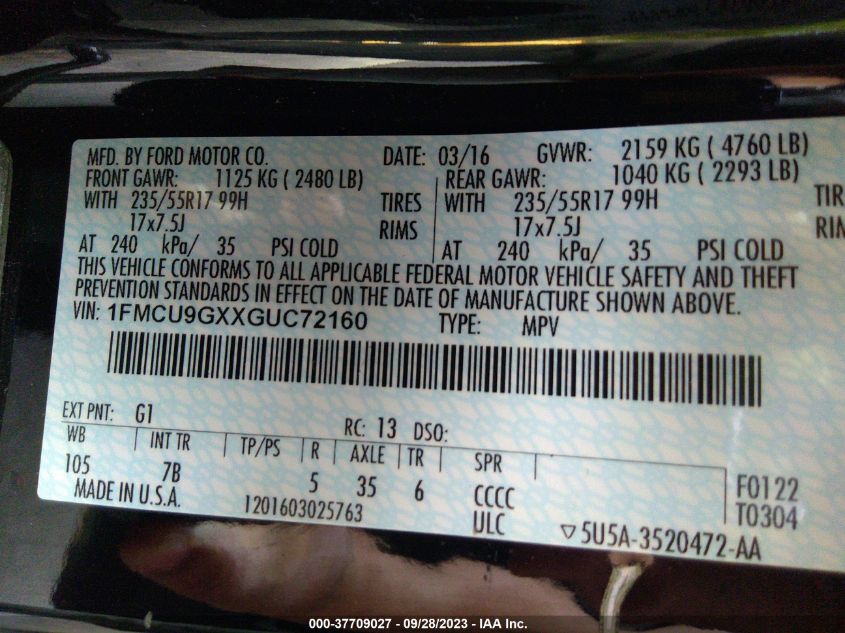 MFD. BY FORD MOTOR CO. DATE: 03/16 GVWR: 2159 KG ( 4760 LB)
FRONT GAWR: 1125 KG ( 2480 LB) REAR GAWR: 1040 KG ( 2293 LB)
WITH 235/55R17 99H TIRES WITH 235/55R17 99H TIR
17x7.5J RIMS 17x7.5J RIM
AT 240 kPa/ 35 PSI COLD AT 240 kPa/ 35 PSI COLD
THIS VEHICLE CONFORMS TO ALL APPLICABLE FEDERAL MOTOR VEHICLE SAFETY AND THEFT
PREVENTION STANDARDS IN EFFECT ON THE DATE OF MANUFACTURE SHOWN ABOVE.
VIN: 1FMCU9GXXGUC72160 TYPE: MPV
EXT PNT: G1 RC: 13 DSO:
WB INT TR TP/PS R AXLE TR SPR
105 7B 5 35 6 CCCC F0122
MADE IN U.S.A. 1201603025763 ULC ▽5U5A-3520472-AA T0304
000-37709027 - 09/28/2023 - IAA Inc.